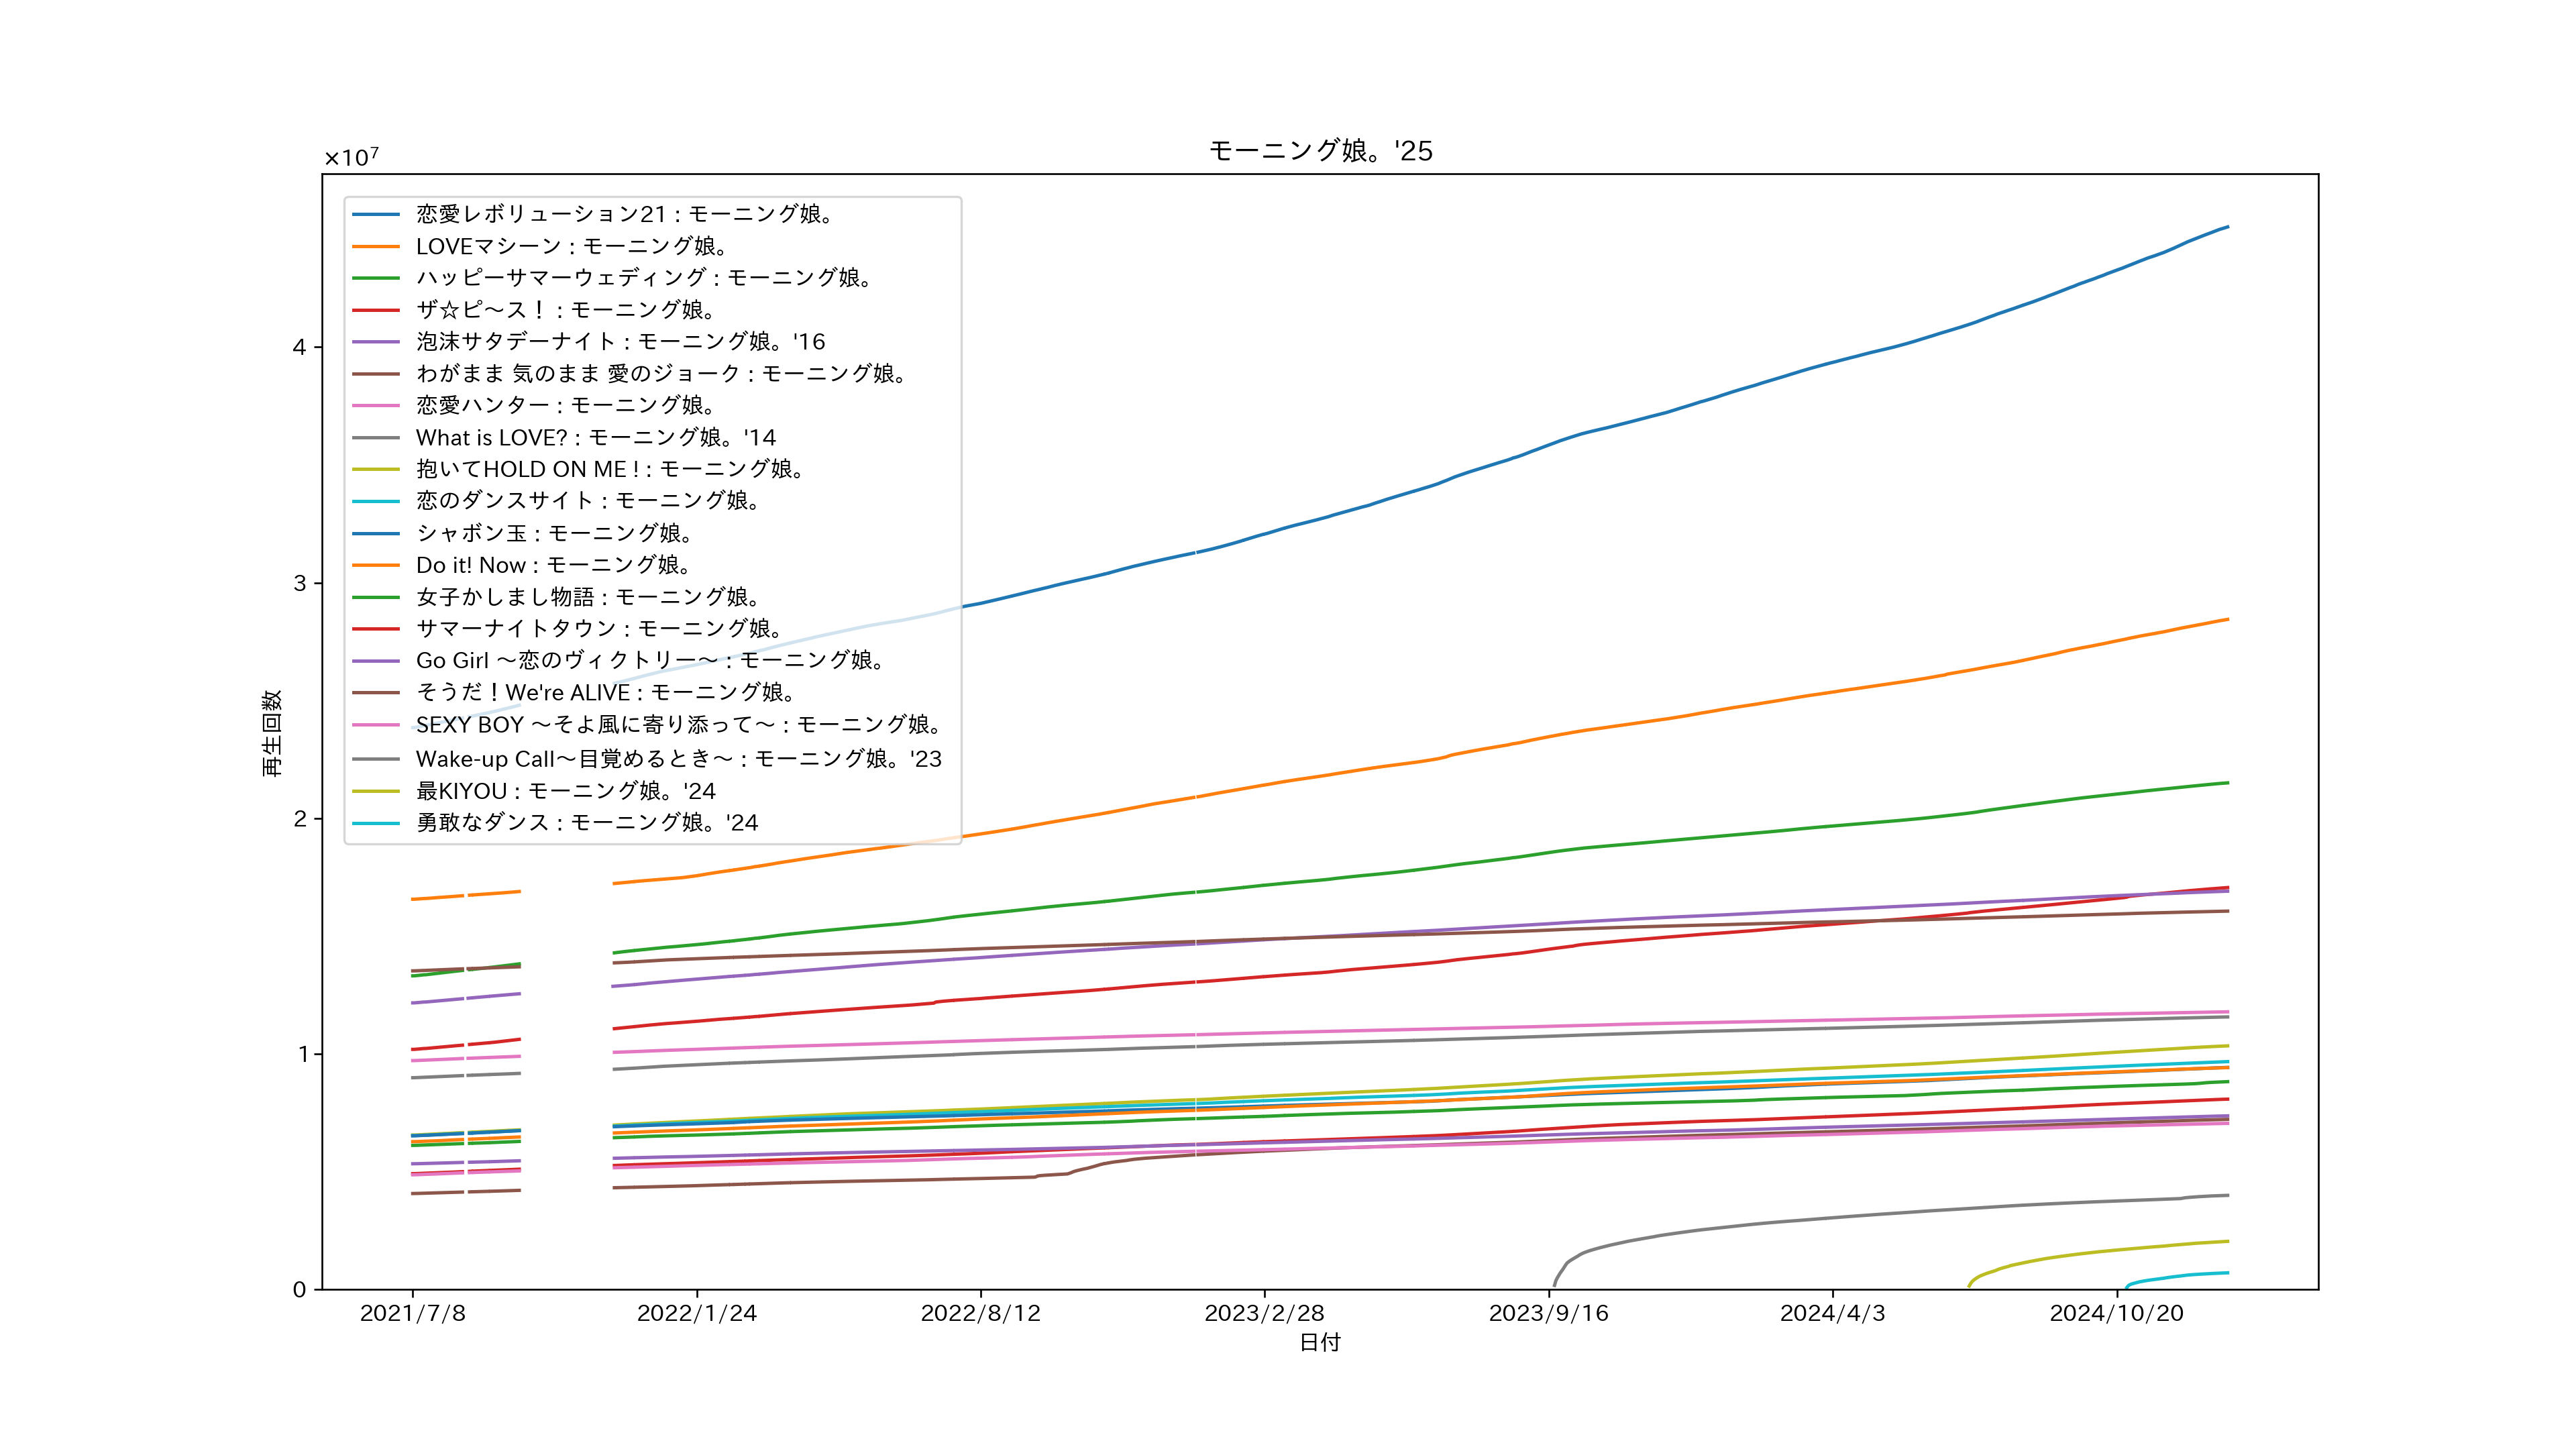 モーニング娘。'25
×10⁷
恋愛レボリューション21 : モーニング娘。
LOVEマシーン : モーニング娘。
ハッピーサマーウェディング : モーニング娘。
ザ☆ピ～ス！ : モーニング娘。
泡沫サタデーナイト : モーニング娘。'16
わがまま 気のまま 愛のジョーク : モーニング娘。
恋愛ハンター : モーニング娘。
What is LOVE? : モーニング娘。'14
抱いてHOLD ON ME ! : モーニング娘。
恋のダンスサイト : モーニング娘。
シャボン玉 : モーニング娘。
Do it! Now : モーニング娘。
女子かしまし物語 : モーニング娘。
サマーナイトタウン : モーニング娘。
Go Girl ～恋のヴィクトリー～ : モーニング娘。
そうだ！We're ALIVE : モーニング娘。
SEXY BOY ～そよ風に寄り添って～ : モーニング娘。
Wake-up Call～目覚めるとき～ : モーニング娘。'23
最KIYOU : モーニング娘。'24
勇敢なダンス : モーニング娘。'24
4
3
2
1
0
再生回数
2021/7/8 2022/1/24 2022/8/12 2023/2/28 2023/9/16 2024/4/3 2024/10/20
日付